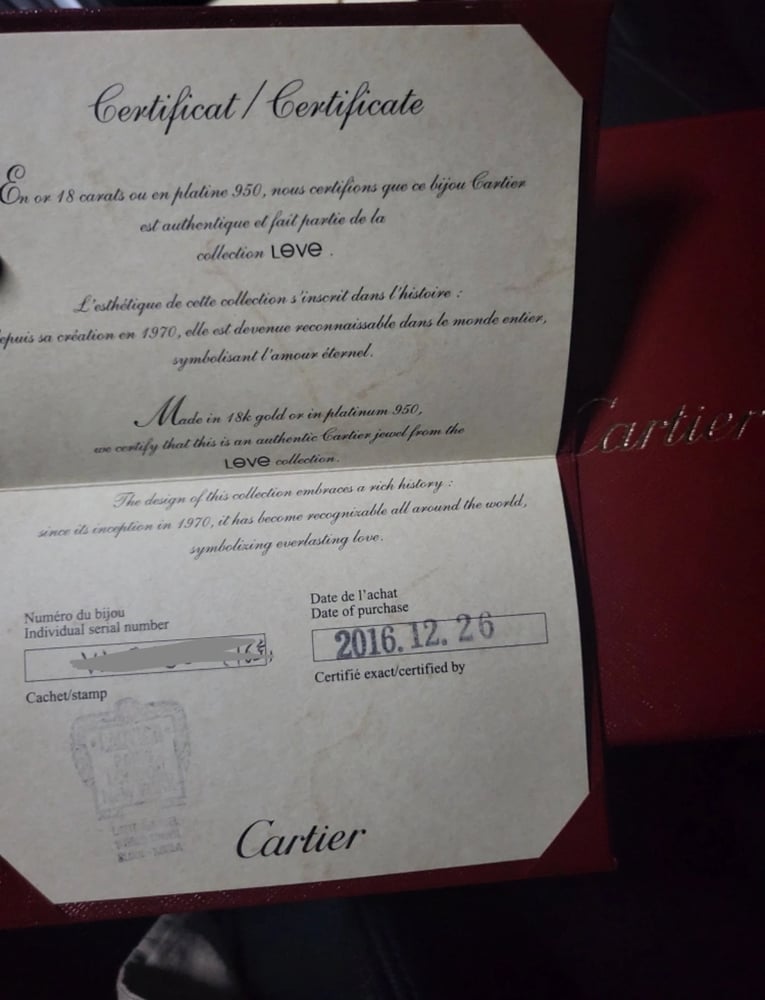 Certificat / Certificate
En or 18 carats ou en platine 950, nous certifions que ce bijou Cartier
est authentique et fait partie de la
collection LOVE .
L'esthétique de cette collection s'inscrit dans l'histoire :
depuis sa création en 1970, elle est devenue reconnaissable dans le monde entier,
symbolisant l'amour éternel.
Made in 18k gold or in platinum 950,
we certify that this is an authentic Cartier jewel from the
LOVE collection.
The design of this collection embraces a rich history :
since its inception in 1970, it has become recognizable all around the world,
symbolizing everlasting love.
Numéro du bijou
Individual serial number
Date de l'achat
Date of purchase
2016.12.26
Cachet/stamp
Certifié exact/certified by
Cartier
Cartier